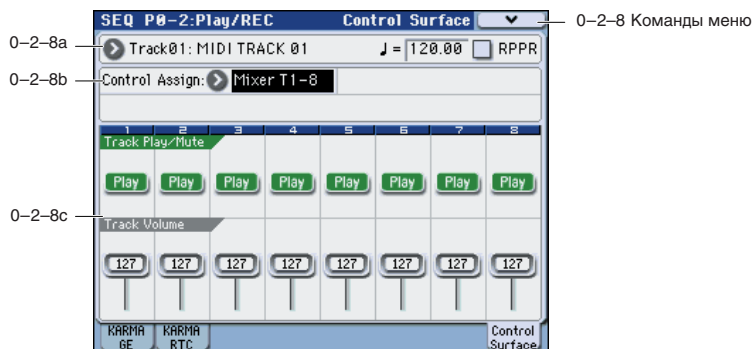 SEQ P0-2:Play/REC Control Surface
0–2–8 Команды меню
0–2–8a
Track01: MIDI TRACK 01 ♩= 120.00 RPPR
0–2–8b
Control Assign: Mixer T1-8
1 2 3 4 5 6 7 8
Track Play/Mute
Play Play Play Play Play Play Play Play
0–2–8c
Track Volume
127 127 127 127 127 127 127 127
KARMA GE
KARMA RTC
Control Surface